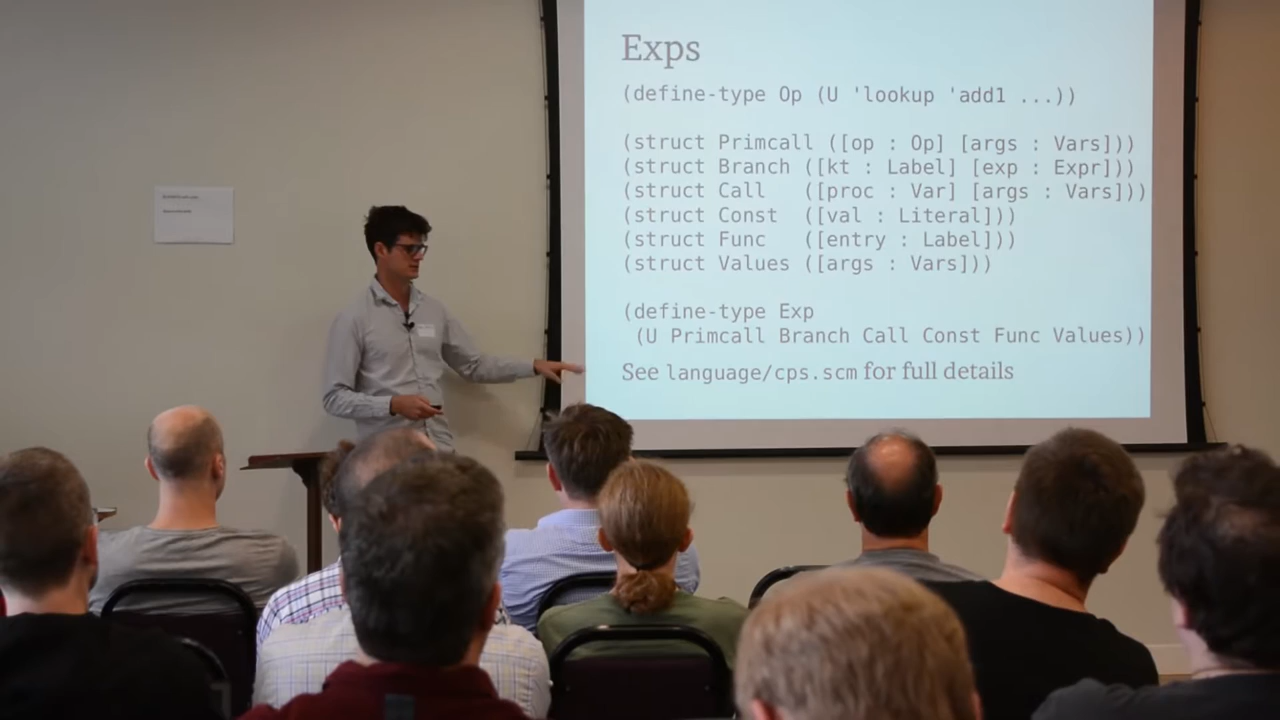 Exps
(define-type Op (U 'lookup 'add1 ...))
(struct Primcall ([op : Op] [args : Vars]))
(struct Branch ([kt : Label] [exp : Expr]))
(struct Call ([proc : Var] [args : Vars]))
(struct Const ([val : Literal]))
(struct Func ([entry : Label]))
(struct Values ([args : Vars]))
(define-type Exp
(U Primcall Branch Call Const Func Values))
See language/cps.scm for full details